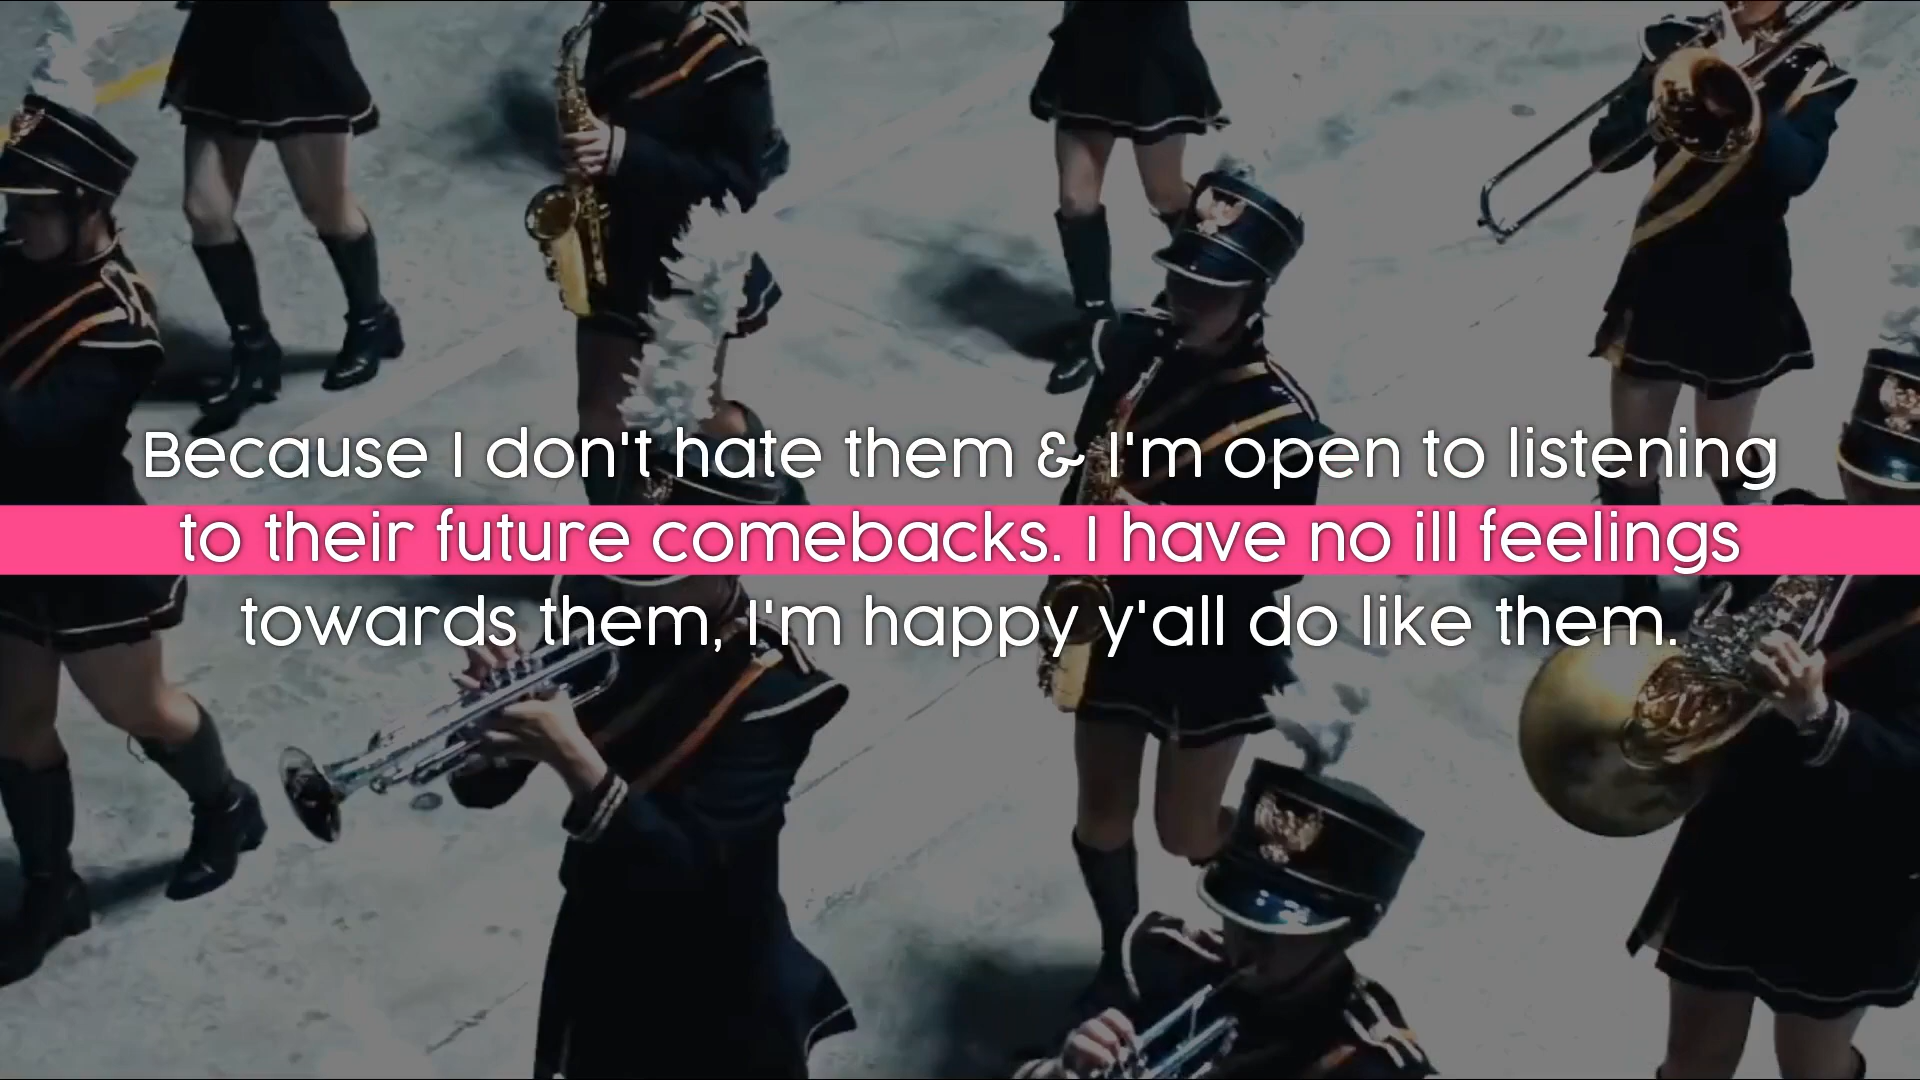 Because I don't hate them & I'm open to listening
to their future comebacks. I have no ill feelings
towards them, I'm happy y'all do like them.